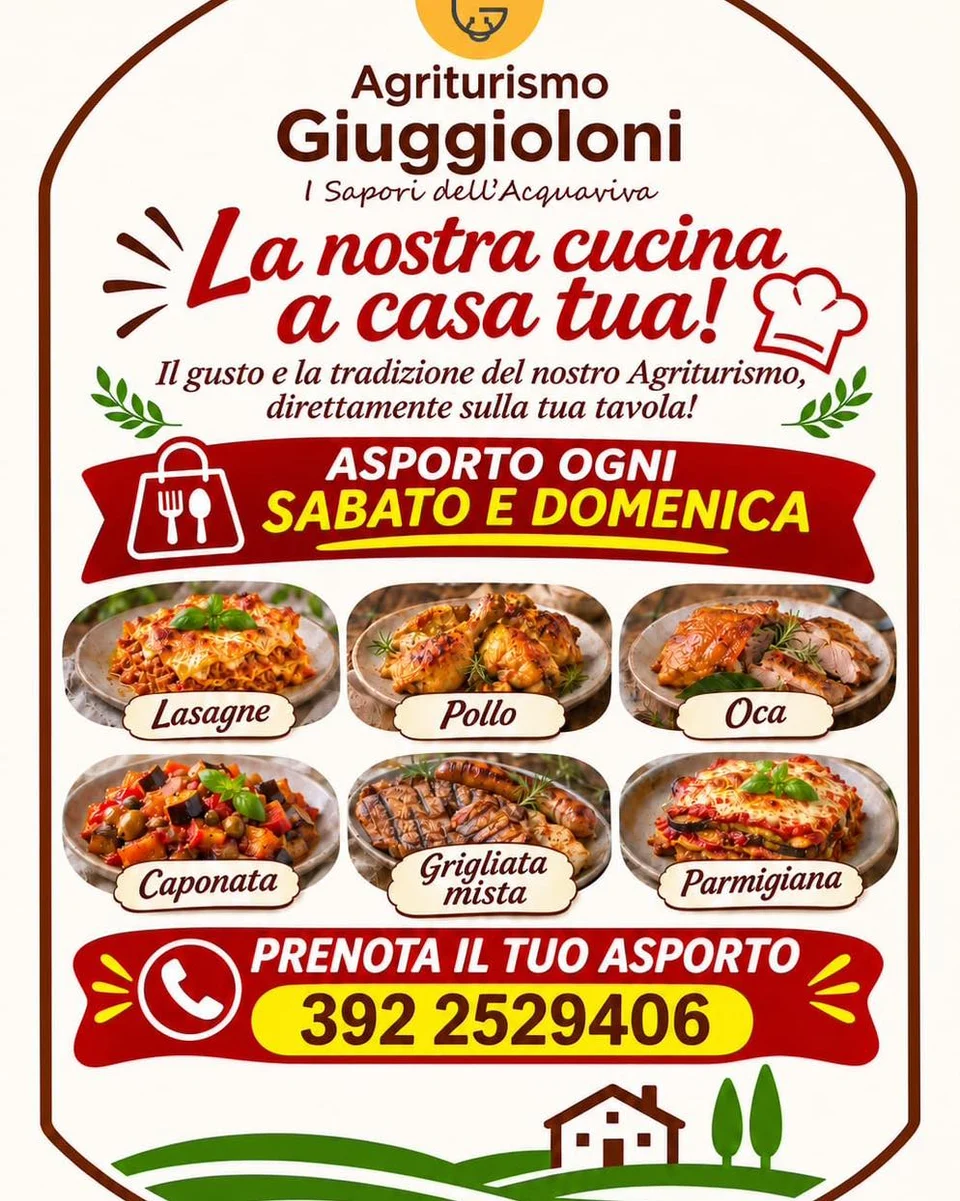 G
Agriturismo
Giuggioloni
I Sapori dell'Acquaviva
La nostra cucina
a casa tua!
Il gusto e la tradizione del nostro Agriturismo,
direttamente sulla tua tavola!
ASPORTO OGNI
SABATO E DOMENICA
Lasagne
Pollo
Oca
Caponata
Grigliata
mista
Parmigiana
PRENOTA IL TUO ASPORTO
392 2529406